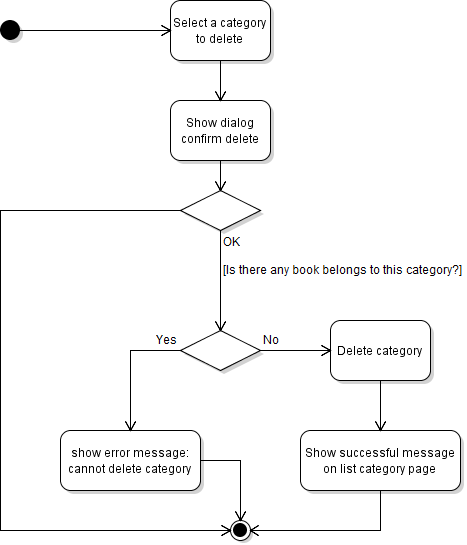 Select a category
to delete
Show dialog
confirm delete
OK
[Is there any book belongs to this category?]
Yes
No
Delete category
show error message:
cannot delete category
Show successful message
on list category page